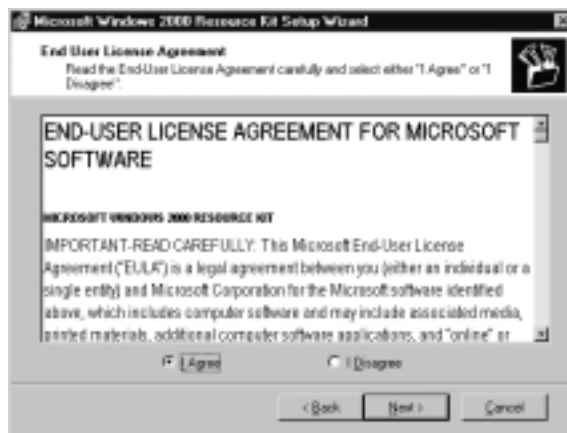 Microsoft Windows 2000 Resource Kit Setup Wizard
End User License Agreement
Read the End-User License Agreement carefully and select either "I Agree" or "I
Disagree".
END-USER LICENSE AGREEMENT FOR MICROSOFT
SOFTWARE
MICROSOFT WINDOWS 2000 RESOURCE KIT
IMPORTANT-READ CAREFULLY: This Microsoft End-User License
Agreement ("EULA") is a legal agreement between you (either an individual or a
single entity) and Microsoft Corporation for the Microsoft software identified
above, which includes computer software and may include associated media,
printed materials, additional computer software applications, and "online" or
I Agree
I Disagree
< Back
Next >
Cancel